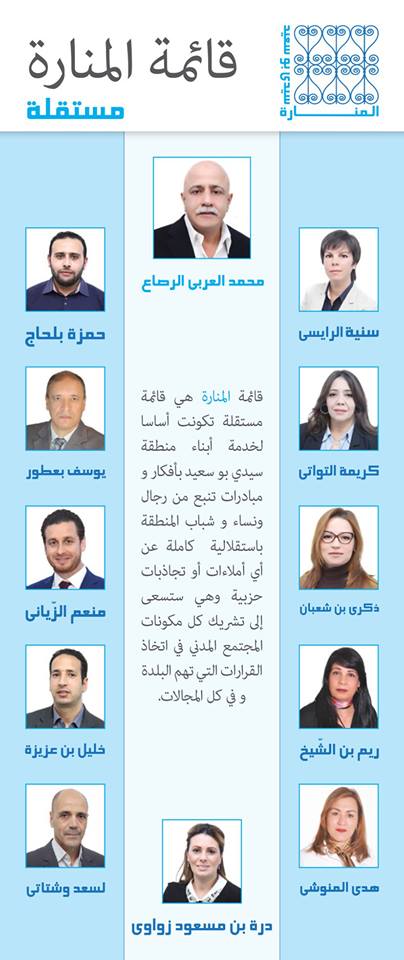 قائمة المنارة
مستقلة
سيدي بو سعيد
المنــارة
محمد العربي الرصاع
سنية الرايسي
حمزة بلحاج
كريمة التواتي
يوسف بعطور
ذكرى بن شعبان
منعم الزّياني
ريم بن الشّيخ
خليل بن عزيزة
هدى المنوشي
لسعد وشتاتي
درة بن مسعود زواوي
قائمة المنارة هي قائمة
مستقلة تكونت أساسا
لخدمة أبناء منطقة
سيدي بو سعيد بأفكار و
مبادرات تنبع من رجال
ونساء و شباب المنطقة
باستقلالية كاملة عن
أي أملاءات أو تجاذبات
حزبية وهي ستسعى
إلى تشريك كل مكونات
المجتمع المدني في اتخاذ
القرارات التي تهم البلدة
و في كل المجالات.